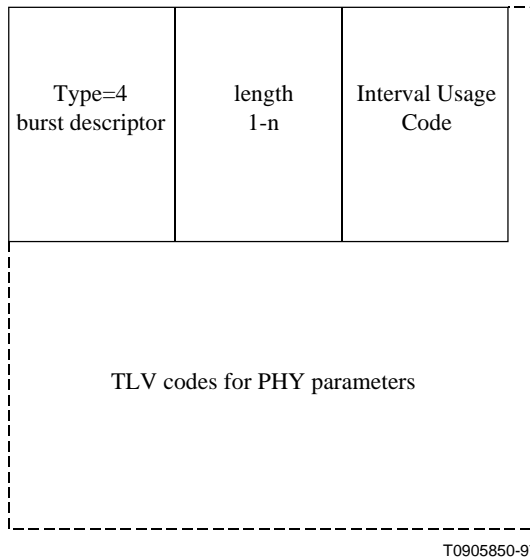 Type=4
burst descriptor
length
1-n
Interval Usage
Code
TLV codes for PHY parameters
T0905850-9